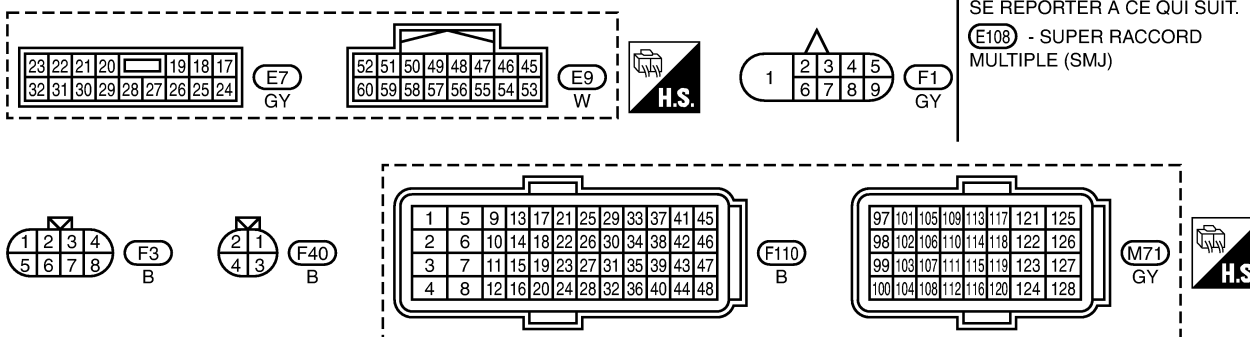 SE REPORTER A CE QUI SUIT.
E108 - SUPER RACCORD
MULTIPLE (SMJ)
23 22 21 20 19 18 17
32 31 30 29 28 27 26 25 24
E7
GY
52 51 50 49 48 47 46 45
60 59 58 57 56 55 54 53
E9
W
H.S.
1 2 3 4 5
6 7 8 9
F1
GY
1 2 3 4
5 6 7 8
F3
B
2 1
4 3
F40
B
1 5 9 13 17 21 25 29 33 37 41 45
2 6 10 14 18 22 26 30 34 38 42 46
3 7 11 15 19 23 27 31 35 39 43 47
4 8 12 16 20 24 28 32 36 40 44 48
F110
B
97 101 105 109 113 117 121 125
98 102 106 110 114 118 122 126
99 103 107 111 115 119 123 127
100 104 108 112 116 120 124 128
M71
GY
H.S